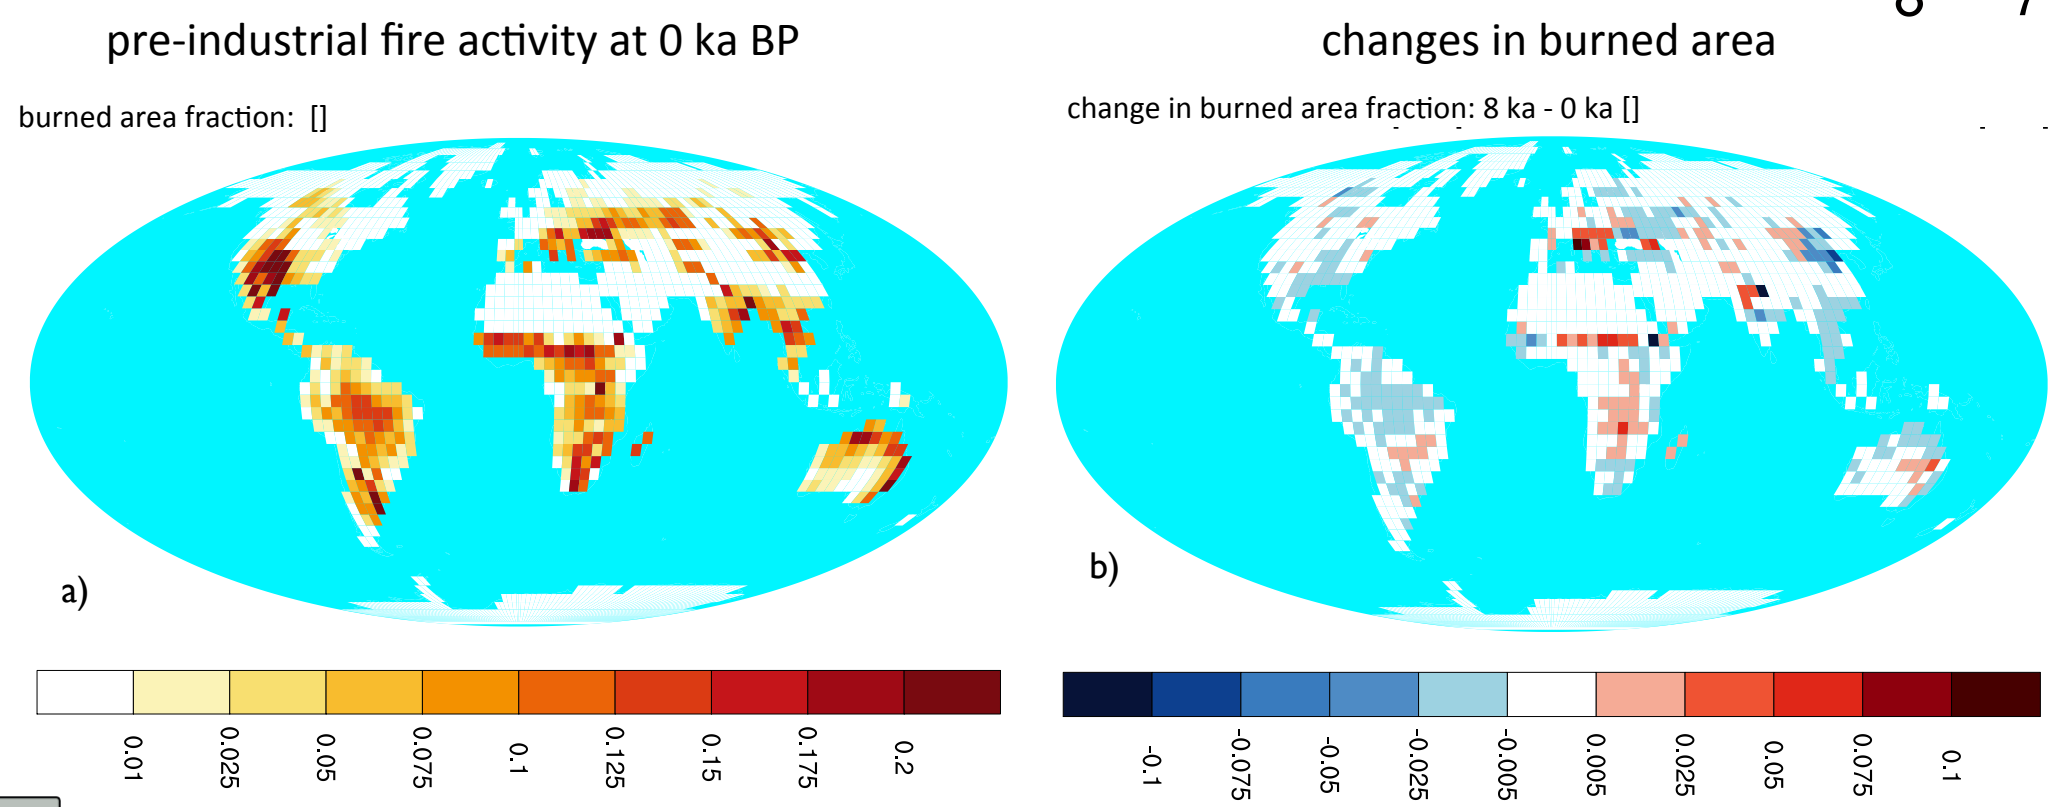 pre-industrial fire activity at 0 ka BP
changes in burned area
burned area fraction: []
change in burned area fraction: 8 ka - 0 ka []
a)
b)
0.01 0.025 0.05 0.075 0.1 0.125 0.15 0.175 0.2
-0.1 -0.075 -0.05 -0.025 -0.005 0.005 0.025 0.05 0.075 0.1